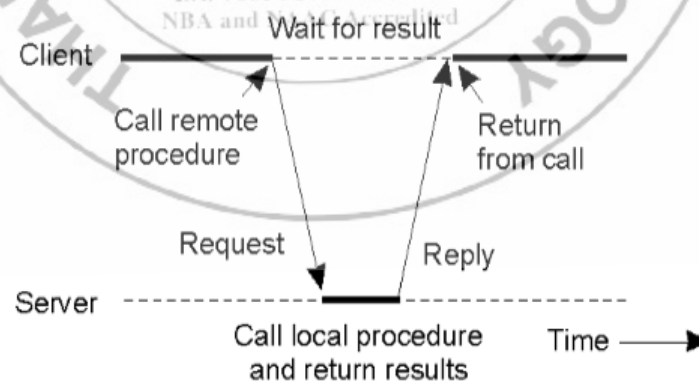 NBA and NAAC Accredited
Wait for result
Client
Call remote
procedure
Return
from call
Request
Reply
Server
Call local procedure
and return results
Time
OGY